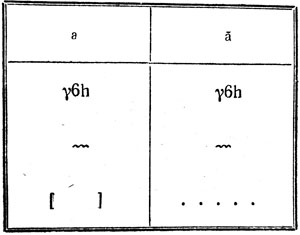 a ã
γ6h γ6h
[ ] . . . . .